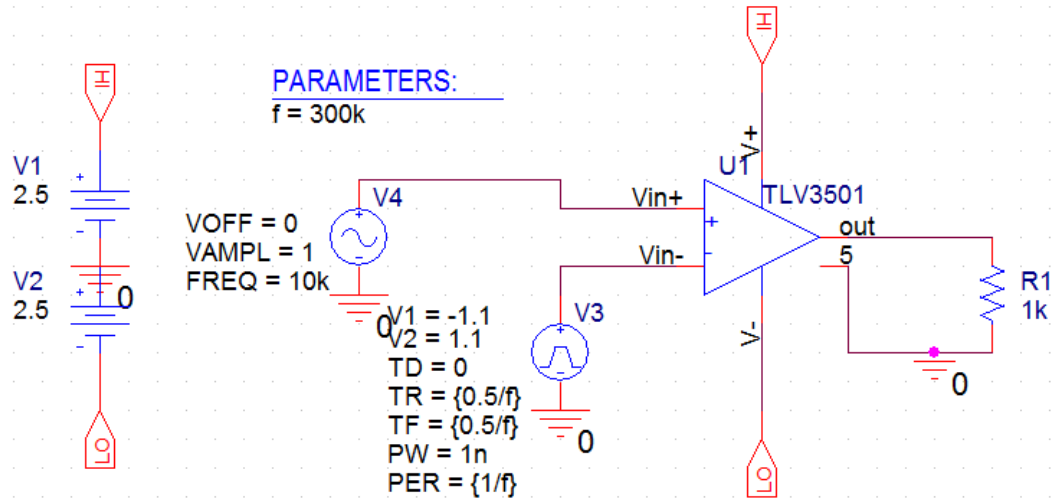 HI
HI
PARAMETERS:
f = 300k
V1
2.5
+
-
V2
2.5
+
-
0
LO
VOFF = 0
VAMPL = 1
FREQ = 10k
V4
+
-
0
V1 = -1.1
V2 = 1.1
TD = 0
TR = {0.5/f}
TF = {0.5/f}
PW = 1n
PER = {1/f}
V3
+
-
0
Vin+
Vin-
U1
V+
TLV3501
+
-
V-
out
5
R1
1k
0
LO